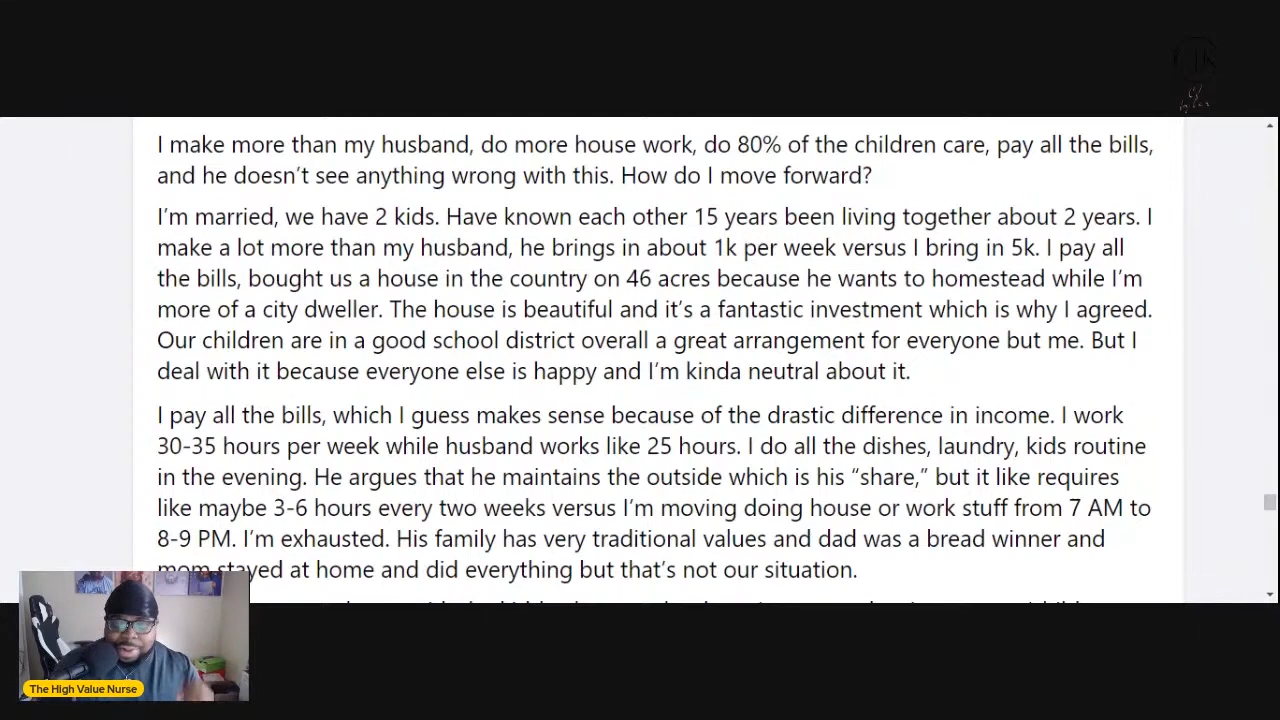 I make more than my husband, do more house work, do 80% of the children care, pay all the bills,
and he doesn’t see anything wrong with this. How do I move forward?
I’m married, we have 2 kids. Have known each other 15 years been living together about 2 years. I
make a lot more than my husband, he brings in about 1k per week versus I bring in 5k. I pay all
the bills, bought us a house in the country on 46 acres because he wants to homestead while I’m
more of a city dweller. The house is beautiful and it’s a fantastic investment which is why I agreed.
Our children are in a good school district overall a great arrangement for everyone but me. But I
deal with it because everyone else is happy and I’m kinda neutral about it.
I pay all the bills, which I guess makes sense because of the drastic difference in income. I work
30-35 hours per week while husband works like 25 hours. I do all the dishes, laundry, kids routine
in the evening. He argues that he maintains the outside which is his “share,” but it like requires
like maybe 3-6 hours every two weeks versus I’m moving doing house or work stuff from 7 AM to
8-9 PM. I’m exhausted. His family has very traditional values and dad was a bread winner and
mom stayed at home and did everything but that’s not our situation.
The High Value Nurse